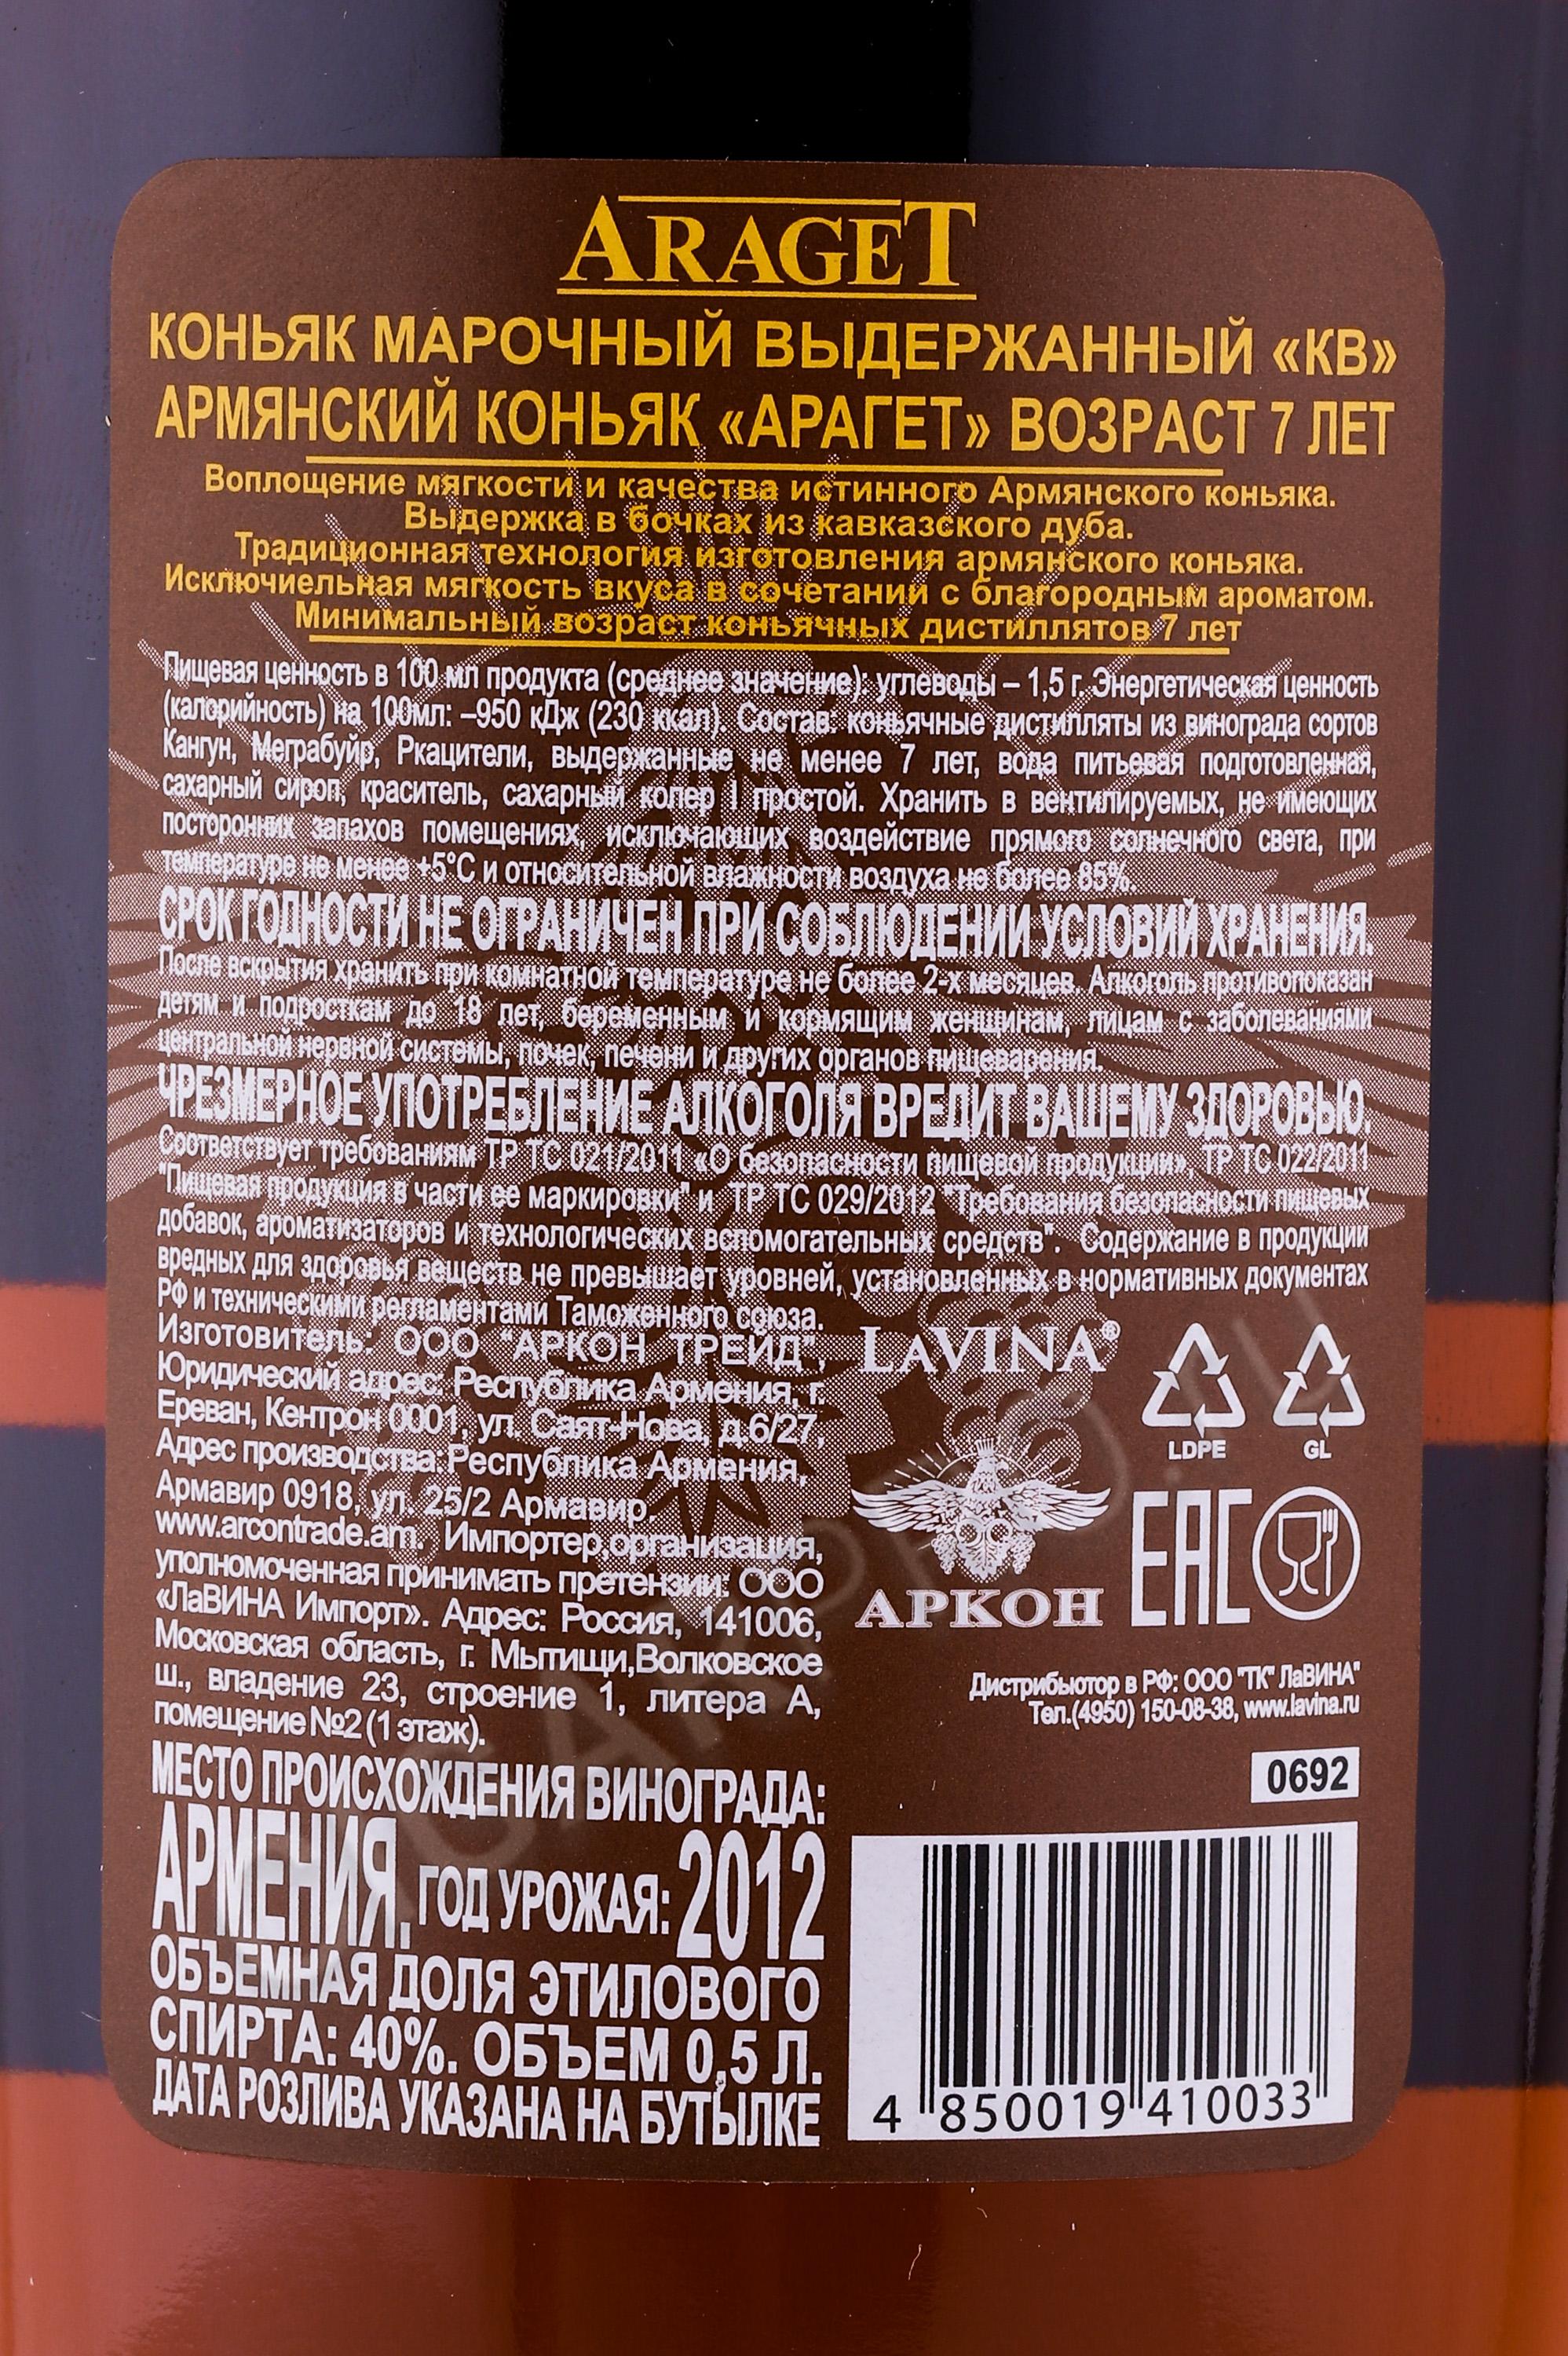 ARAGET
КОНЬЯК МАРОЧНЫЙ ВЫДЕРЖАННЫЙ «КВ»
АРМЯНСКИЙ КОНЬЯК «АРАГЕТ» ВОЗРАСТ 7 ЛЕТ
Воплощение мягкости и качества истинного Армянского коньяка.
Выдержка в бочках из кавказского дуба.
Традиционная технология изготовления армянского коньяка.
Исключиельная мягкость вкуса в сочетании с благородным ароматом.
Минимальный возраст коньячных дистиллятов 7 лет
Пищевая ценность в 100 мл продукта (среднее значение): углеводы – 1,5 г. Энергетическая ценность
(калорийность) на 100мл: –950 кДж (230 ккал). Состав: коньячные дистилляты из винограда сортов
Кангун, Меграбуйр, Ркацители, выдержанные не менее 7 лет, вода питьевая подготовленная,
сахарный сироп, краситель, сахарный колер I простой. Хранить в вентилируемых, не имеющих
посторонних запахов помещениях, исключающих воздействие прямого солнечного света, при
температуре не менее +5°С и относительной влажности воздуха не более 85%.
СРОК ГОДНОСТИ НЕ ОГРАНИЧЕН ПРИ СОБЛЮДЕНИИ УСЛОВИЙ ХРАНЕНИЯ.
После вскрытия хранить при комнатной температуре не более 2-х месяцев. Алкоголь противопоказан
детям и подросткам до 18 лет, беременным и кормящим женщинам, лицам с заболеваниями
центральной нервной системы, почек, печени и других органов пищеварения.
ЧРЕЗМЕРНОЕ УПОТРЕБЛЕНИЕ АЛКОГОЛЯ ВРЕДИТ ВАШЕМУ ЗДОРОВЬЮ.
Соответствует требованиям ТР ТС 021/2011 «О безопасности пищевой продукции», ТР ТС 022/2011
"Пищевая продукция в части ее маркировки" и ТР ТС 029/2012 "Требования безопасности пищевых
добавок, ароматизаторов и технологических вспомогательных средств". Содержание в продукции
вредных для здоровья веществ не превышает уровней, установленных в нормативных документах
РФ и техническими регламентами Таможенного союза.
Изготовитель: ООО "АРКОН ТРЕЙД",
Юридический адрес: Республика Армения, г.
Ереван, Кентрон 0001, ул. Саят-Нова, д.6/27,
Адрес производства: Республика Армения,
Армавир 0918, ул. 25/2 Армавир.
www.arcontrade.am. Импортер,организация,
уполномоченная принимать претензии: ООО
«ЛаВИНА Импорт». Адрес: Россия, 141006,
Московская область, г. Мытищи,Волковское
ш., владение 23, строение 1, литера А,
помещение №2 (1 этаж).
LAVINA®
LDPE
GL
АРКОН
EAC
Дистрибьютор в РФ: ООО "ТК" ЛаВИНА"
Тел.(4950) 150-08-38, www.lavina.ru
0692
МЕСТО ПРОИСХОЖДЕНИЯ ВИНОГРАДА:
АРМЕНИЯ. ГОД УРОЖАЯ: 2012
ОБЪЕМНАЯ ДОЛЯ ЭТИЛОВОГО
СПИРТА: 40%. ОБЪЕМ 0,5 Л.
ДАТА РОЗЛИВА УКАЗАНА НА БУТЫЛКЕ
4 850019 410033